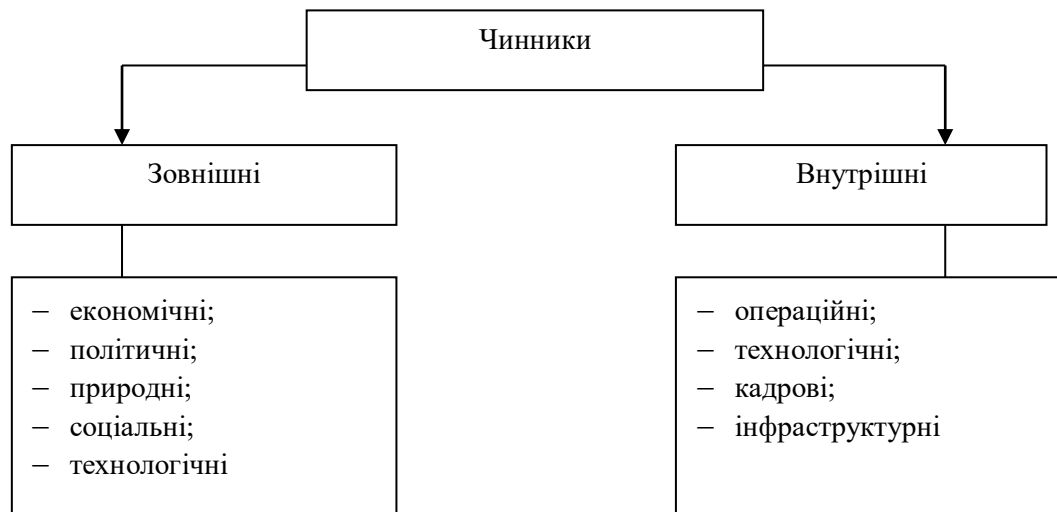 Чинники
Зовнішні
Внутрішні
– економічні;
– політичні;
– природні;
– соціальні;
– технологічні
– операційні;
– технологічні;
– кадрові;
– інфраструктурні